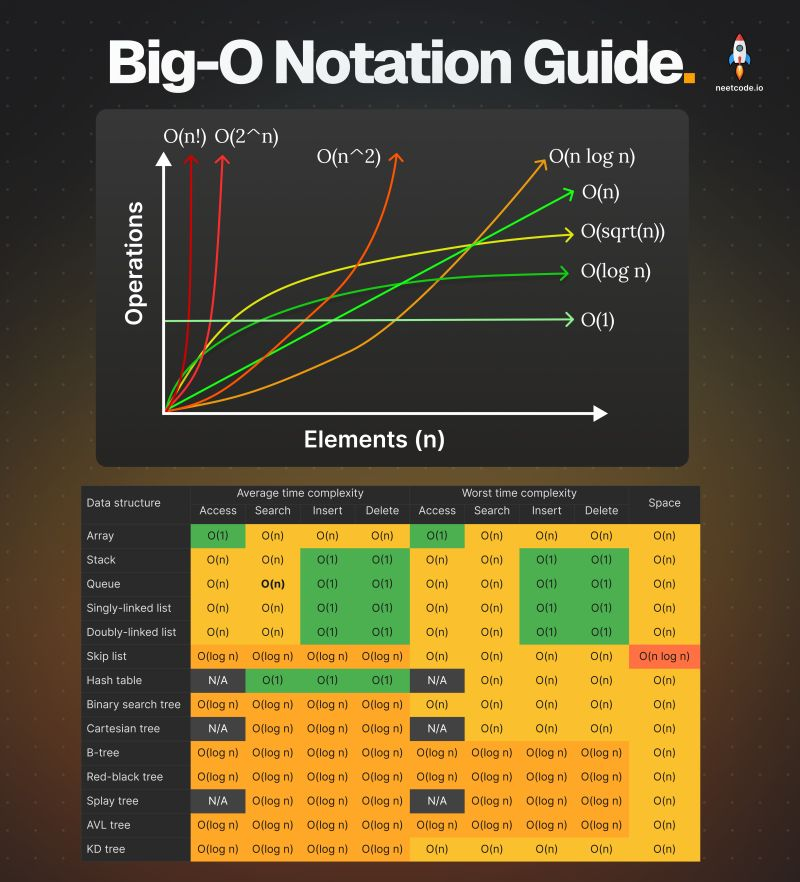 Big-O Notation Guide.
neetcode.io
O(n!) O(2^n)
O(n^2)
O(n log n)
O(n)
O(sqrt(n))
O(log n)
O(1)
Operations
Elements (n)
Data structure Average time complexity Worst time complexity Space
Access Search Insert Delete Access Search Insert Delete
Array O(1) O(n) O(n) O(n) O(1) O(n) O(n) O(n) O(n)
Stack O(n) O(n) O(1) O(1) O(n) O(n) O(1) O(1) O(n)
Queue O(n) O(n) O(1) O(1) O(n) O(n) O(1) O(1) O(n)
Singly-linked list O(n) O(n) O(1) O(1) O(n) O(n) O(1) O(1) O(n)
Doubly-linked list O(n) O(n) O(1) O(1) O(n) O(n) O(1) O(1) O(n)
Skip list O(log n) O(log n) O(log n) O(log n) O(n) O(n) O(n) O(n) O(n log n)
Hash table N/A O(1) O(1) O(1) N/A O(n) O(n) O(n) O(n)
Binary search tree O(log n) O(log n) O(log n) O(log n) O(n) O(n) O(n) O(n) O(n)
Cartesian tree N/A O(log n) O(log n) O(log n) N/A O(n) O(n) O(n) O(n)
B-tree O(log n) O(log n) O(log n) O(log n) O(log n) O(log n) O(log n) O(log n) O(n)
Red-black tree O(log n) O(log n) O(log n) O(log n) O(log n) O(log n) O(log n) O(log n) O(n)
Splay tree N/A O(log n) O(log n) O(log n) N/A O(log n) O(log n) O(log n) O(n)
AVL tree O(log n) O(log n) O(log n) O(log n) O(log n) O(log n) O(log n) O(log n) O(n)
KD tree O(log n) O(log n) O(log n) O(log n) O(n) O(n) O(n) O(n) O(n)